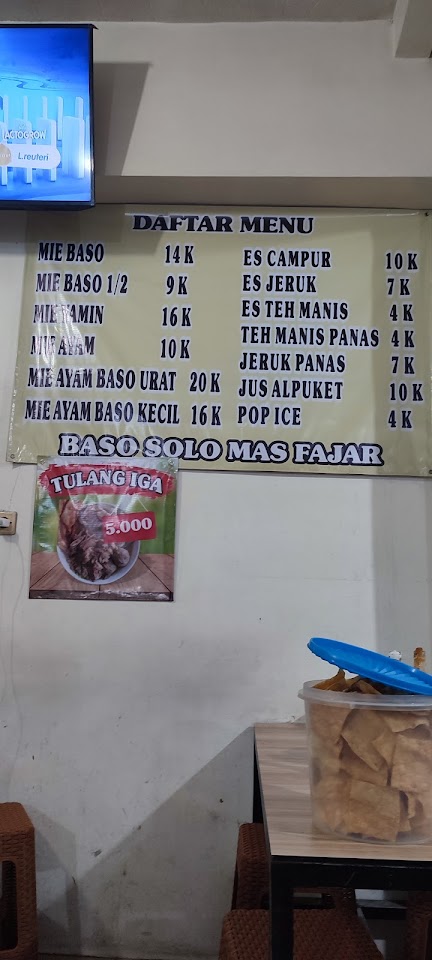 LACTOGROW
L.reuteri
DAFTAR MENU
MIE BASO 14 K
MIE BASO 1/2 9 K
MIE YAMIN 16 K
MIE AYAM 10 K
MIE AYAM BASO URAT 20 K
MIE AYAM BASO KECIL 16 K
ES CAMPUR 10 K
ES JERUK 7 K
ES TEH MANIS 4 K
TEH MANIS PANAS 4 K
JERUK PANAS 7 K
JUS ALPUKET 10 K
POP ICE 4 K
BASO SOLO MAS FAJAR
TULANG IGA
5.000